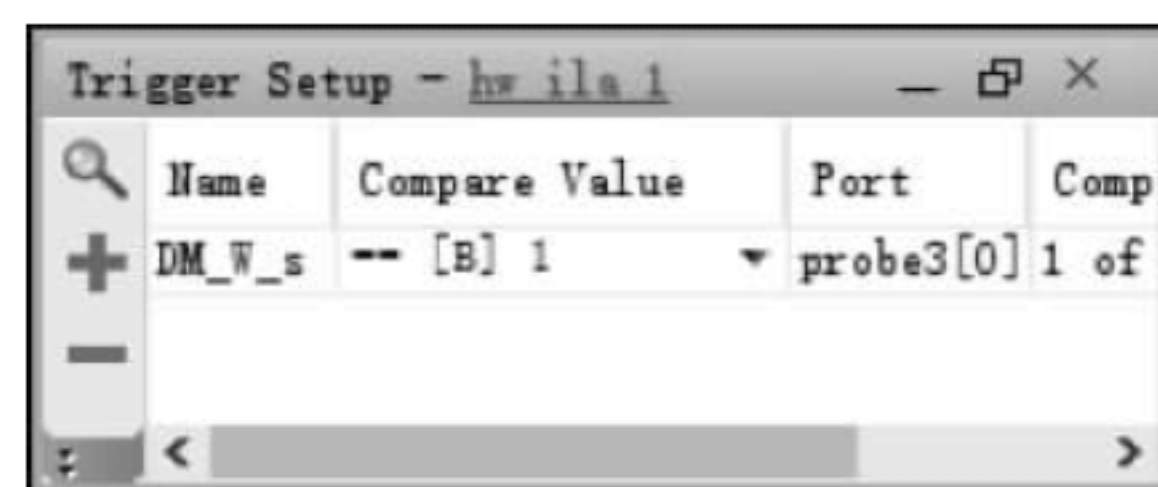 Trigger Setup - hw_ila_1
Name Compare Value Port Comp
DM_W_s == [B] 1 probe3[0] 1 of